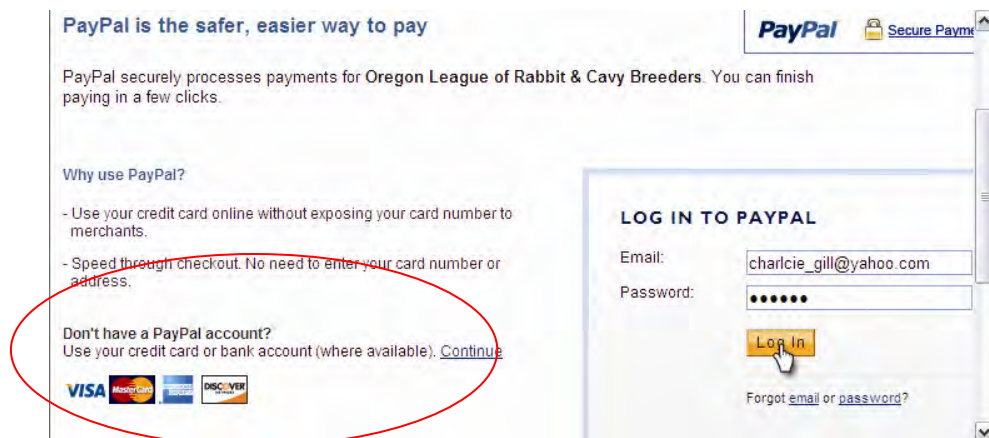 PayPal is the safer, easier way to pay
PayPal
Secure Payme
PayPal securely processes payments for Oregon League of Rabbit & Cavy Breeders. You can finish
paying in a few clicks.
Why use PayPal?
- Use your credit card online without exposing your card number to
merchants.
- Speed through checkout. No need to enter your card number or
address.
Don't have a PayPal account?
Use your credit card or bank account (where available). Continue
VISA MasterCard DISCOVER
LOG IN TO PAYPAL
Email:
charlcie_gill@yahoo.com
Password:
••••••
Log In
Forgot email or password?